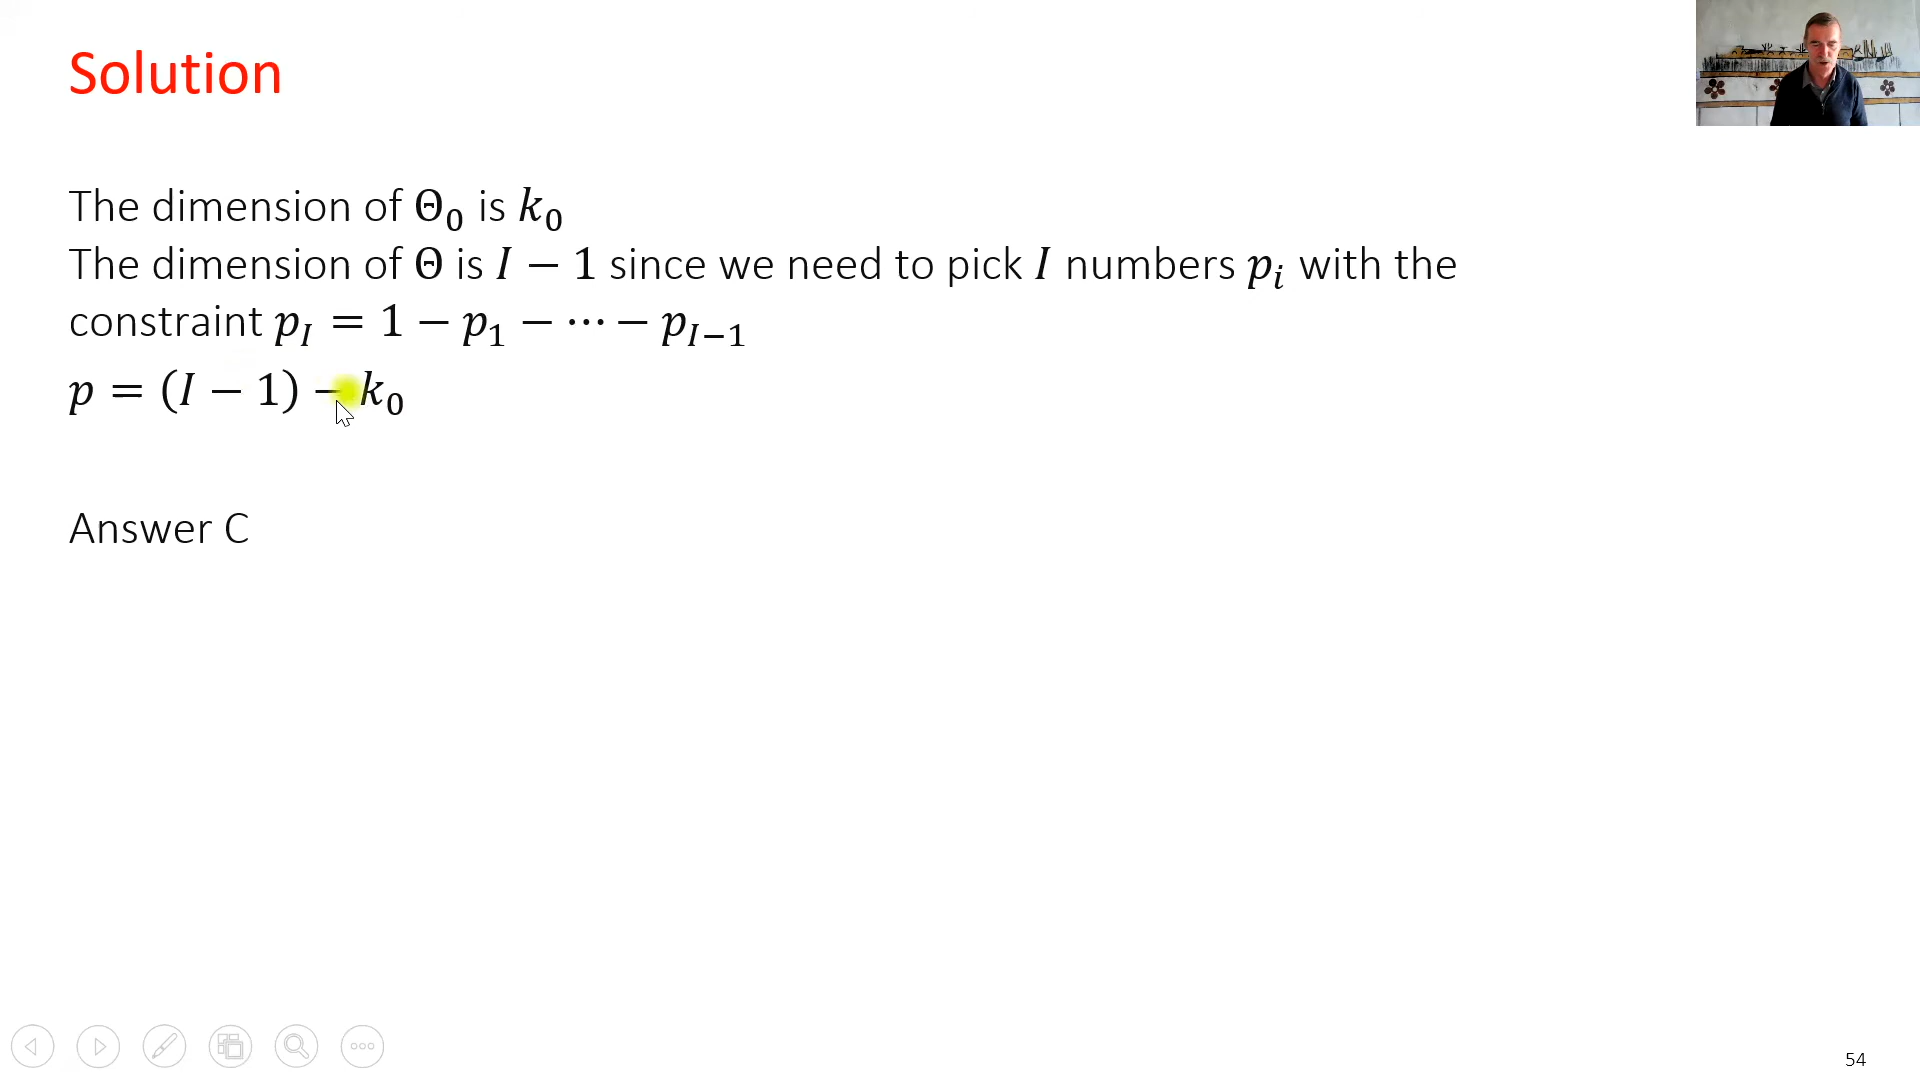 Solution
The dimension of Θ₀ is k₀
The dimension of Θ is I − 1 since we need to pick I numbers pᵢ with the
constraint p_I = 1 − p₁ − ⋯ − p_{I−1}
p = (I − 1) − k₀
Answer C
54